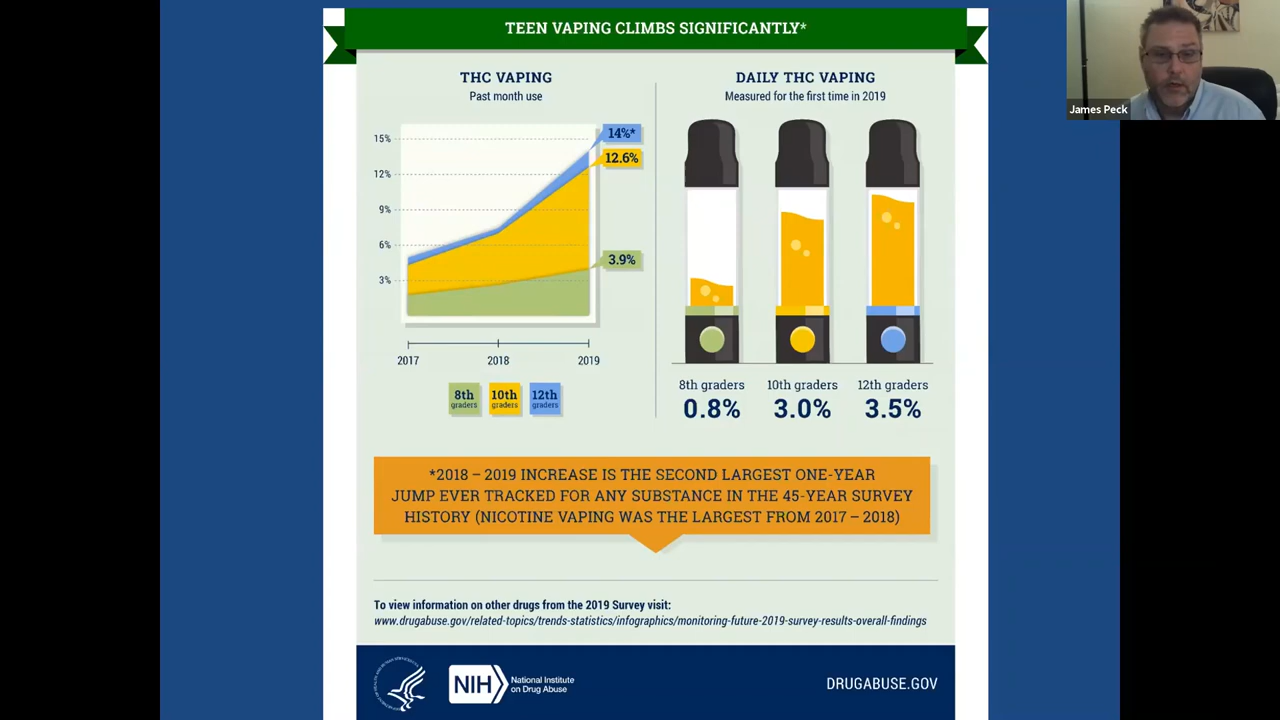 TEEN VAPING CLIMBS SIGNIFICANTLY*
James Peck
THC VAPING
Past month use
15%
12%
9%
6%
3%
14%*
12.6%
3.9%
2017 2018 2019
8th graders
10th graders
12th graders
DAILY THC VAPING
Measured for the first time in 2019
8th graders 10th graders 12th graders
0.8% 3.0% 3.5%
*2018 – 2019 INCREASE IS THE SECOND LARGEST ONE-YEAR
JUMP EVER TRACKED FOR ANY SUBSTANCE IN THE 45-YEAR SURVEY
HISTORY (NICOTINE VAPING WAS THE LARGEST FROM 2017 – 2018)
To view information on other drugs from the 2019 Survey visit:
www.drugabuse.gov/related-topics/trends-statistics/infographics/monitoring-future-2019-survey-results-overall-findings
NIH
National Institute
on Drug Abuse
DRUGABUSE.GOV